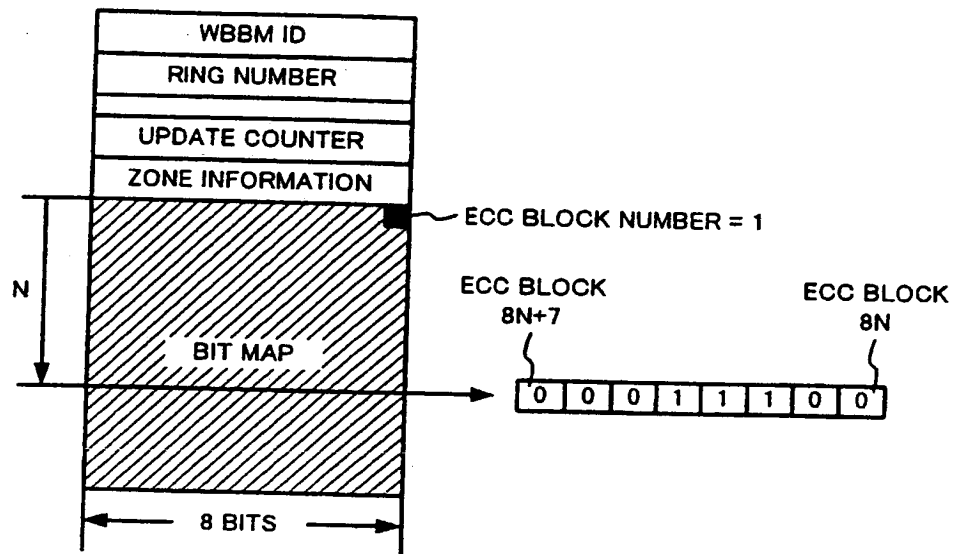 WBBM ID
RING NUMBER
UPDATE COUNTER
ZONE INFORMATION
ECC BLOCK NUMBER = 1
N
ECC BLOCK
8N+7
ECC BLOCK
8N
BIT MAP
0 0 0 1 1 1 0 0
8 BITS